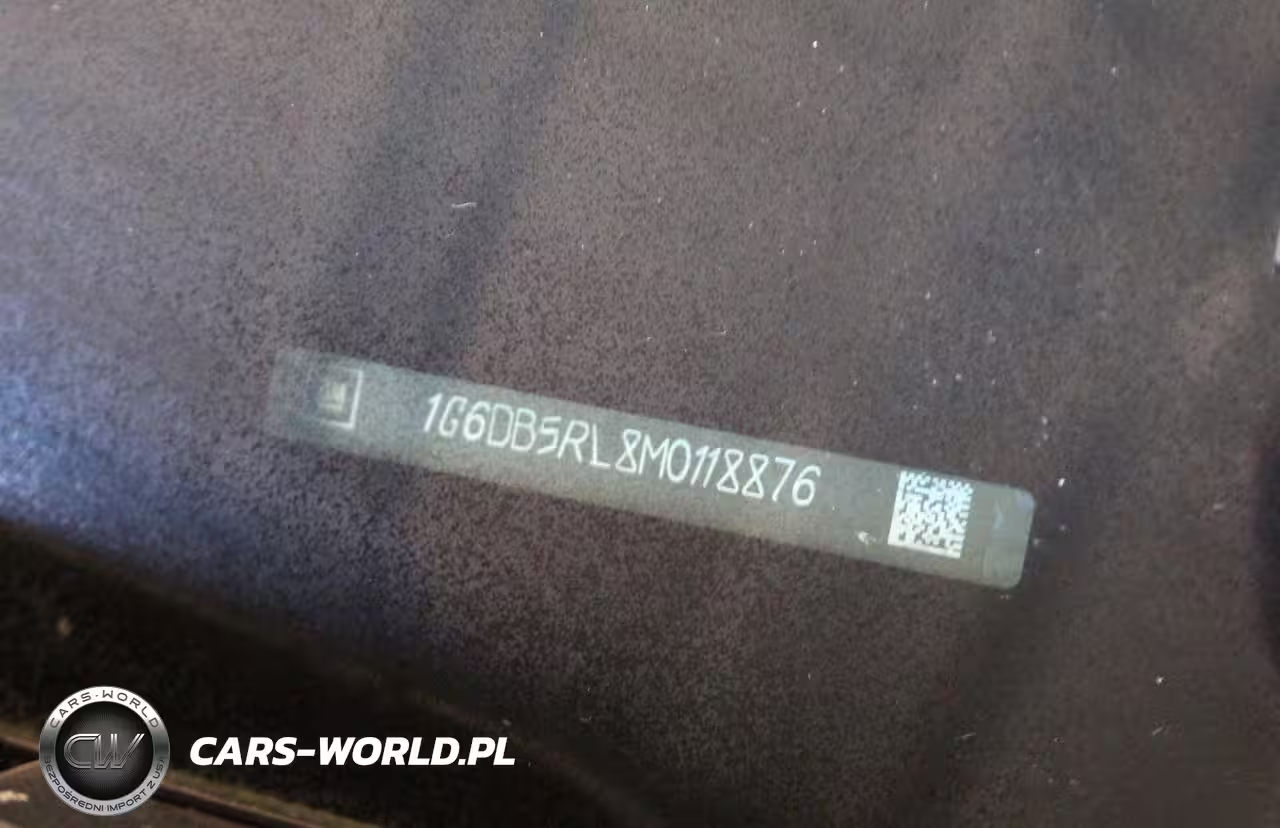 1G6DB5RL8M0118876
CARS-WORLD
CW
BEZPOŚREDNI IMPORT Z USA
CARS-WORLD.PL